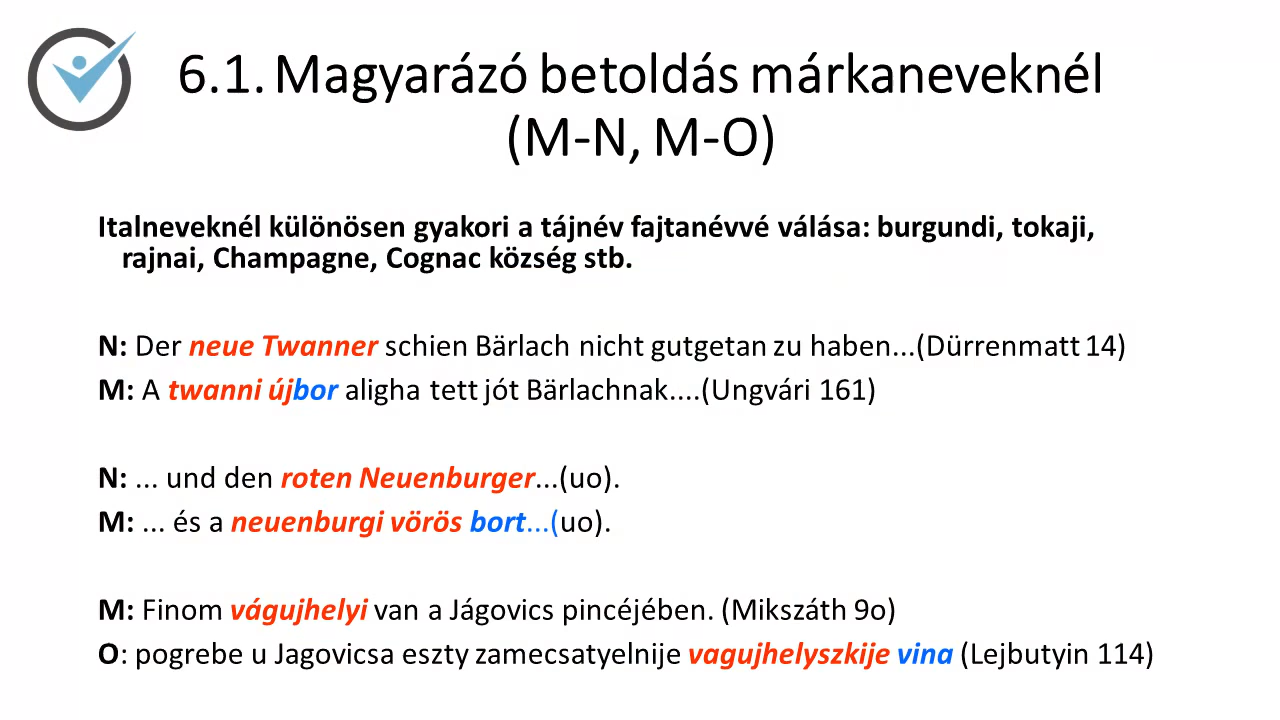 6.1. Magyarázó betoldás márkaneveknél
(M-N, M-O)
Italneveknél különösen gyakori a tájnév fajtanévvé válása: burgundi, tokaji,
rajnai, Champagne, Cognac község stb.
N: Der neue Twanner schien Bärlach nicht gutgetan zu haben...(Dürrenmatt 14)
M: A twanni újbor aligha tett jót Bärlachnak....(Ungvári 161)
N: ... und den roten Neuenburger...(uo).
M: ... és a neuenburgi vörös bort...(uo).
M: Finom vágujhelyi van a Jágovics pincéjében. (Mikszáth 9o)
O: pogrebe u Jagovicsa eszty zamecsatyelnije vagujhelyszkije vina (Lejbutyin 114)